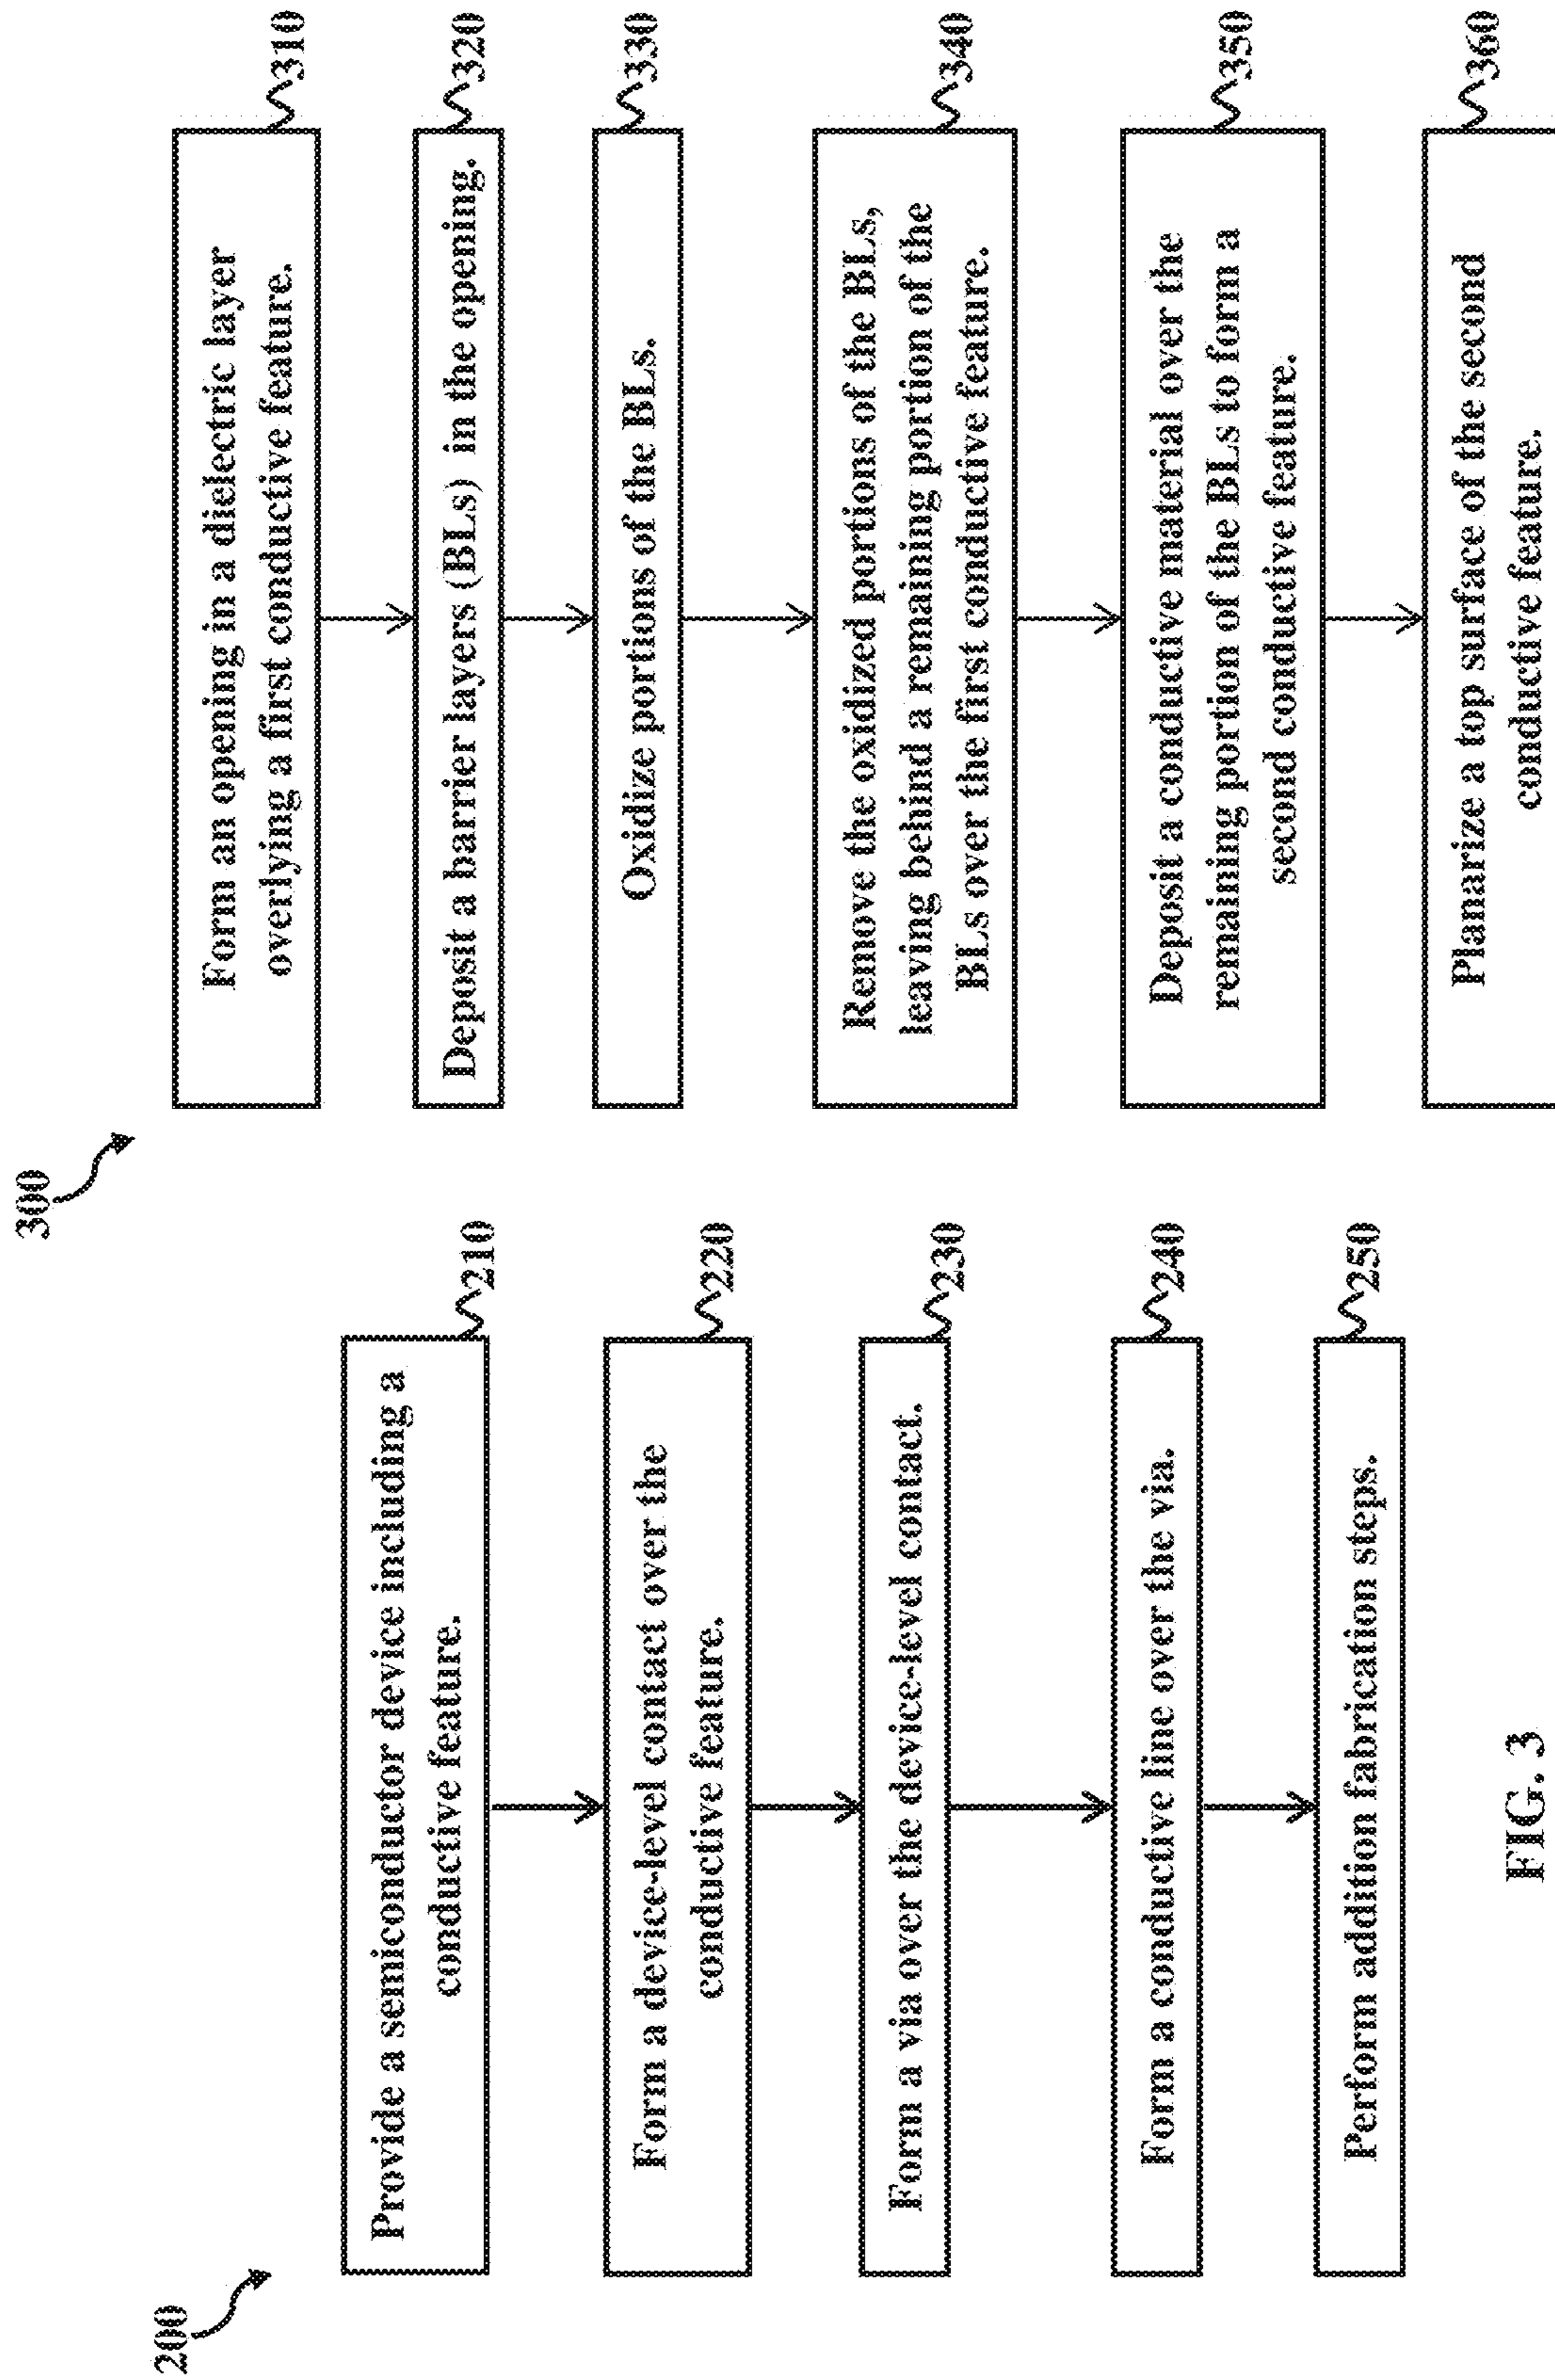 200
Provide a semiconductor device including a
conductive feature.
210
Form a device-level contact over the
conductive feature.
220
Form a via over the device-level contact.
230
Form a conductive line over the via.
240
Perform addition fabrication steps.
250
FIG. 3
300
Form an opening in a dielectric layer
overlying a first conductive feature.
310
Deposit a barrier layers (BLs) in the opening.
320
Oxidize portions of the BLs.
330
Remove the oxidized portions of the BLs,
leaving behind a remaining portion of the
BLs over the first conductive feature.
340
Deposit a conductive material over the
remaining portion of the BLs to form a
second conductive feature.
350
Planarize a top surface of the second
conductive feature.
360